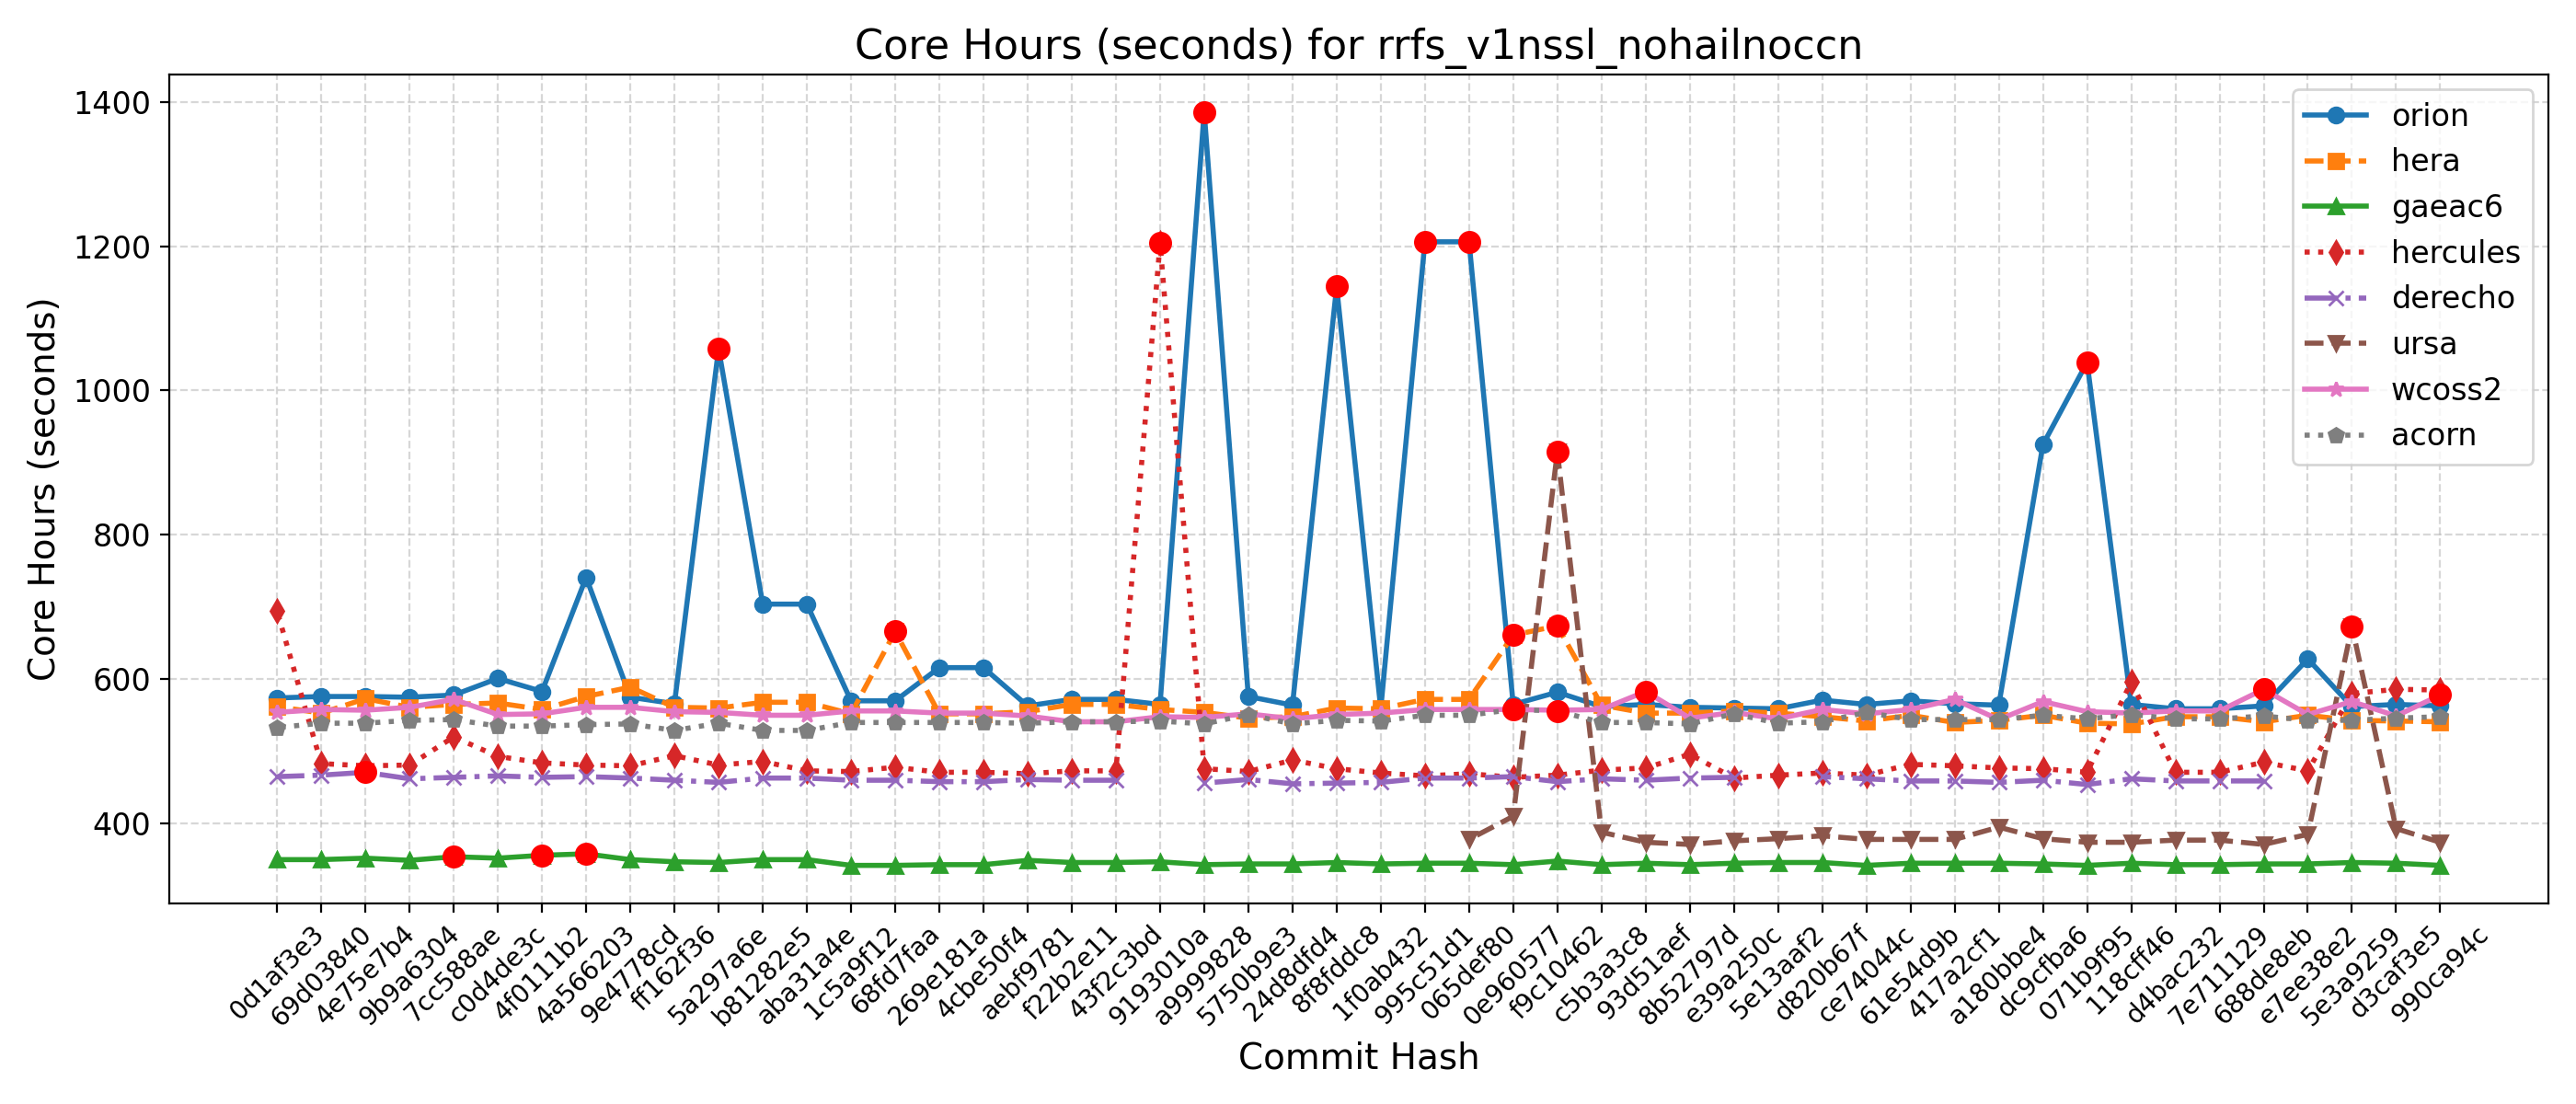 Core Hours (seconds) for rrfs_v1nssl_nohailnoccn
Core Hours (seconds)
1400
1200
1000
800
600
400
orion
hera
gaeac6
hercules
derecho
ursa
wcoss2
acorn
0d1af3e3
69d03840
4e75e7b4
9b9a6304
7cc588ae
c0d4de3c
4f0111b2
4a566203
9e4778cd
ff162f36
5a297a6e
b81282e5
aba31a4e
1c5a9f12
68fd7faa
269e181a
4cbe50f4
aebf9781
f22b2e11
43f2c3bd
9193010a
a9999828
5750b9e3
24d8dfd4
8f8fddc8
1f0ab432
995c51d1
065def80
0e960577
f9c10462
c5b3a3c8
93d51aef
8b52797d
e39a250c
5e13aaf2
d820b67f
ce74044c
61e54d9b
417a2cf1
a180bbe4
dc9cfba6
071b9f95
118cff46
d4bac232
7e711129
688de8eb
e7ee38e2
5e3a9259
d3caf3e5
990ca94c
Commit Hash